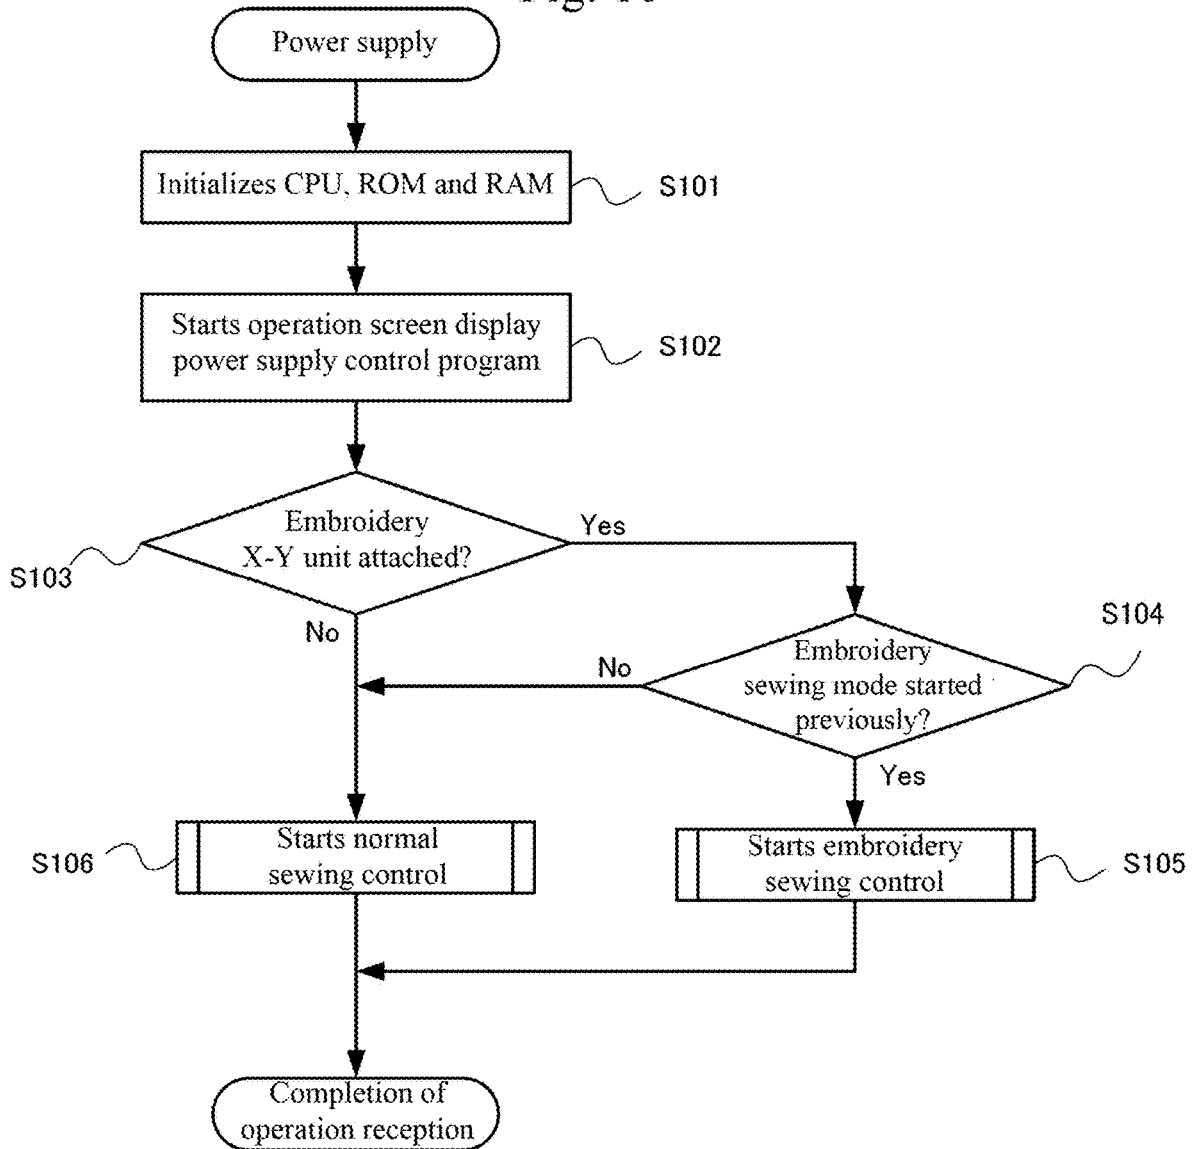 Power supply
Initializes CPU, ROM and RAM
S101
Starts operation screen display
power supply control program
S102
Embroidery
X-Y unit attached?
S103
Yes
No
Embroidery
sewing mode started
previously?
S104
No
Yes
Starts normal
sewing control
S106
Starts embroidery
sewing control
S105
Completion of
operation reception